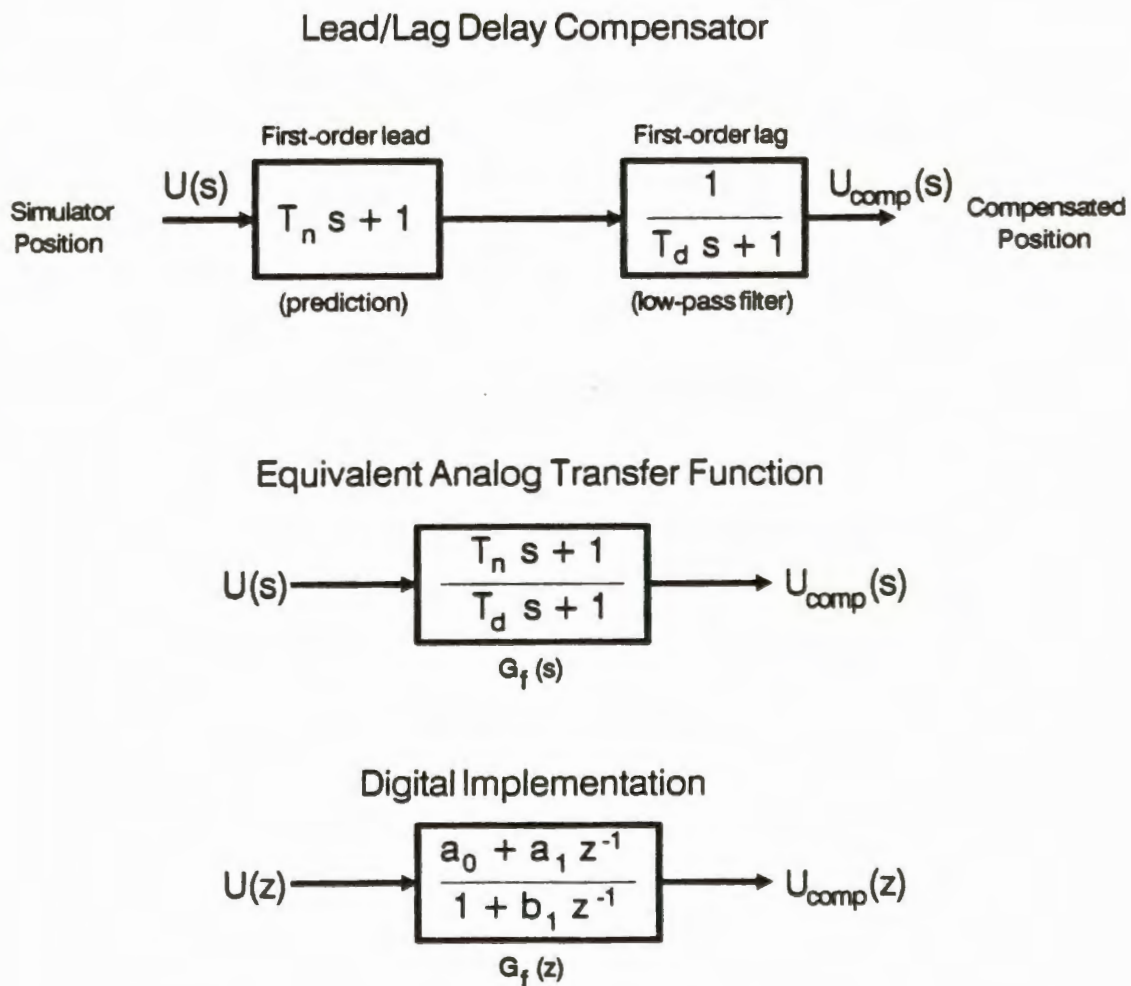 Lead/Lag Delay Compensator
First-order lead
First-order lag
Simulator
Position
U(s)
T_n s + 1
1
T_d s + 1
U_comp(s)
Compensated
Position
(prediction)
(low-pass filter)
Equivalent Analog Transfer Function
U(s)
T_n s + 1
T_d s + 1
U_comp(s)
G_f (s)
Digital Implementation
U(z)
a_0 + a_1 z^-1
1 + b_1 z^-1
U_comp(z)
G_f (z)